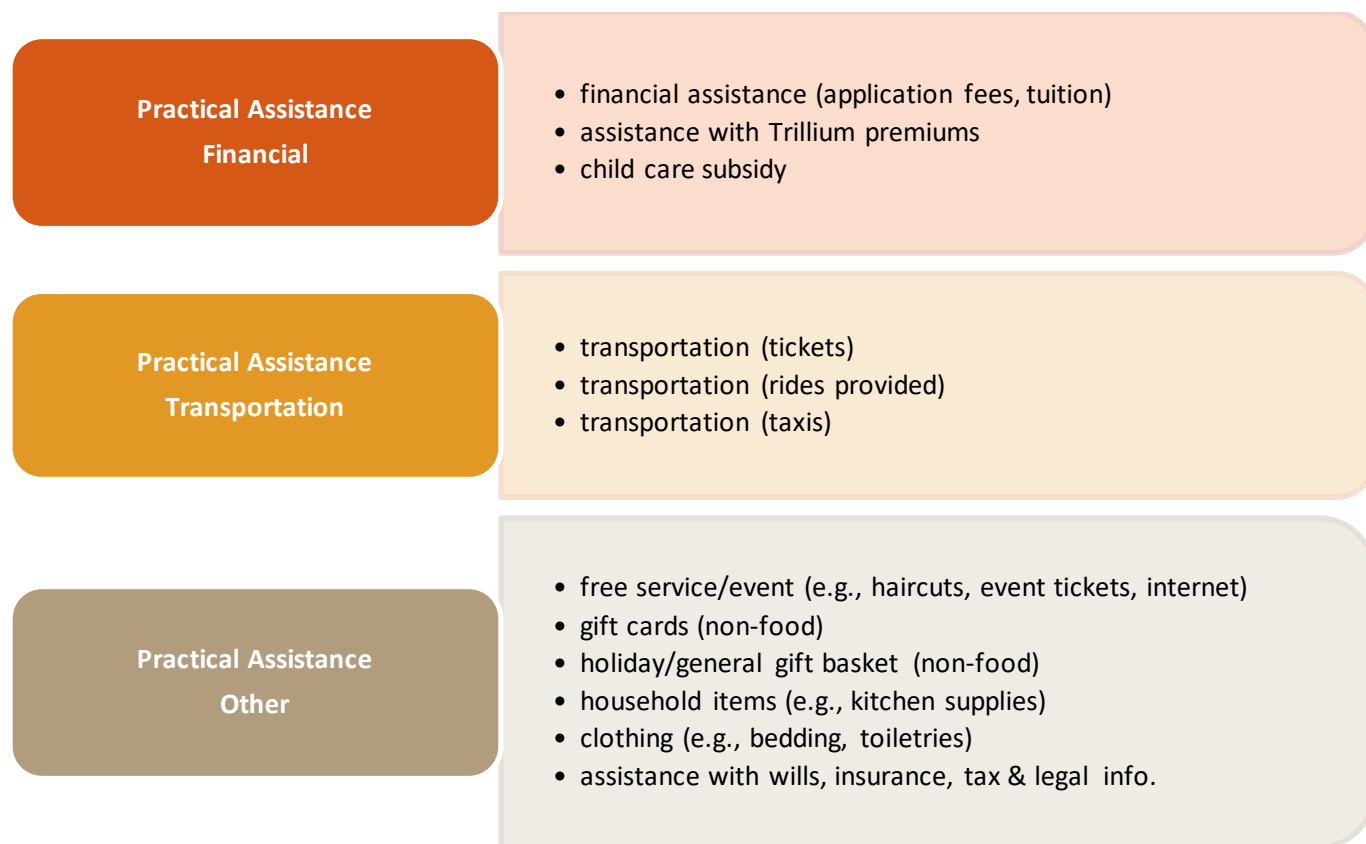 Practical Assistance
Financial
• financial assistance (application fees, tuition)
• assistance with Trillium premiums
• child care subsidy
Practical Assistance
Transportation
• transportation (tickets)
• transportation (rides provided)
• transportation (taxis)
Practical Assistance
Other
• free service/event (e.g., haircuts, event tickets, internet)
• gift cards (non-food)
• holiday/general gift basket (non-food)
• household items (e.g., kitchen supplies)
• clothing (e.g., bedding, toiletries)
• assistance with wills, insurance, tax & legal info.